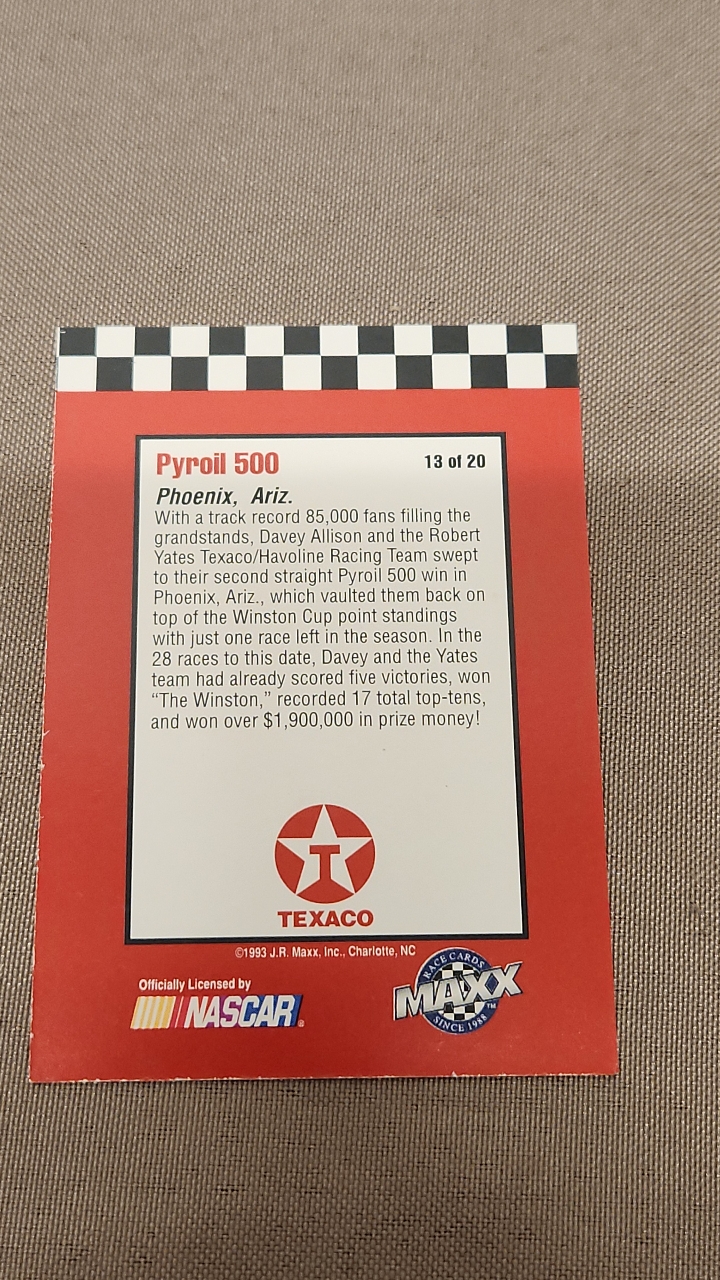 Pyroil 500
13 of 20
Phoenix, Ariz.
With a track record 85,000 fans filling the
grandstands, Davey Allison and the Robert
Yates Texaco/Havoline Racing Team swept
to their second straight Pyroil 500 win in
Phoenix, Ariz., which vaulted them back on
top of the Winston Cup point standings
with just one race left in the season. In the
28 races to this date, Davey and the Yates
team had already scored five victories, won
“The Winston,” recorded 17 total top-tens,
and won over $1,900,000 in prize money!
T
TEXACO
©1993 J.R. Maxx, Inc., Charlotte, NC
Officially Licensed by
NASCAR®
RACE CARDS
MAXX™
SINCE 1988